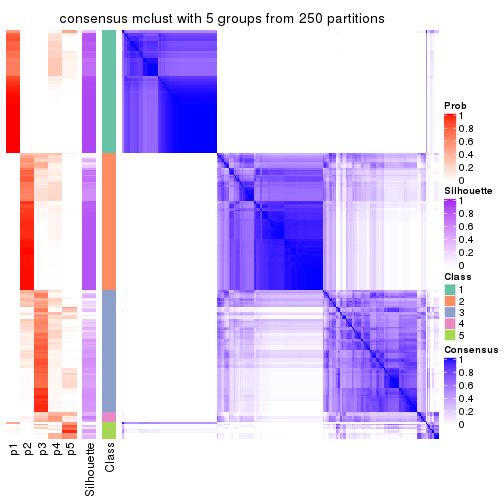 consensus mclust with 5 groups from 250 partitions
Prob
1
0.8
0.6
0.4
0.2
0
Silhouette
1
0.8
0.6
0.4
0.2
0
Class
1
2
3
4
5
Consensus
1
0.8
0.6
0.4
0.2
0
p1
p2
p3
p4
p5
Silhouette
Class